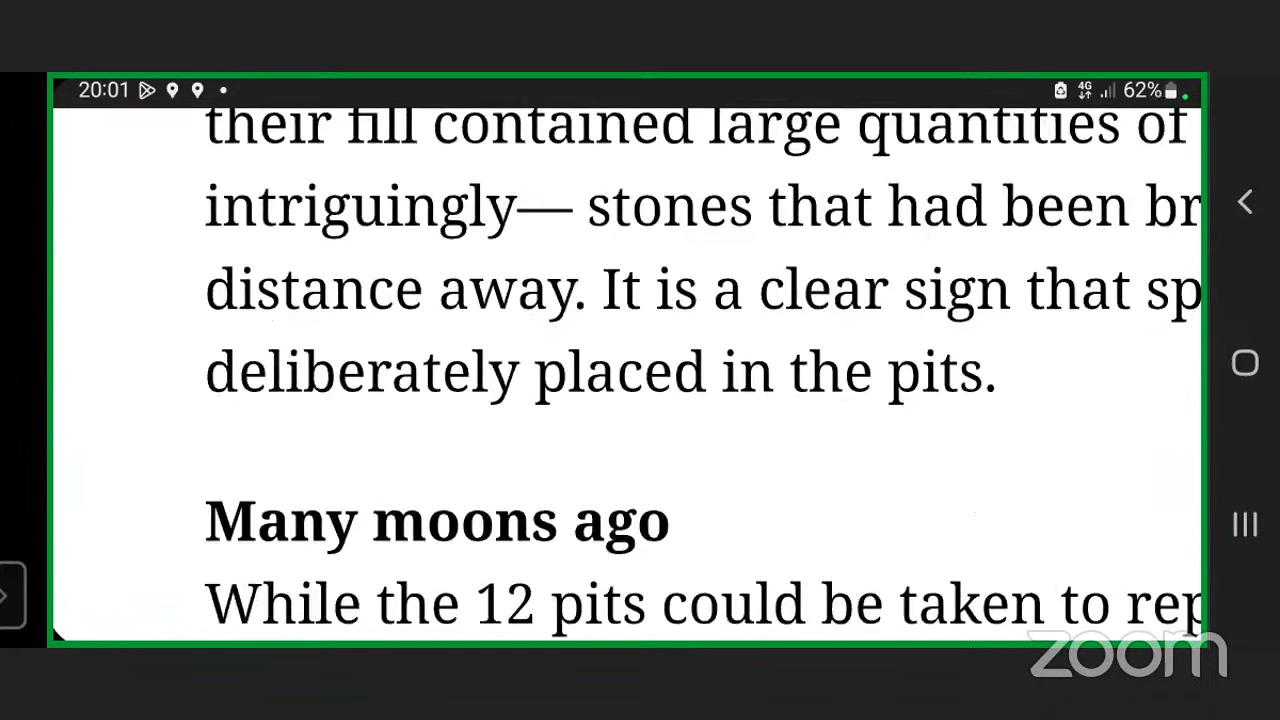 20:01
4G
62%
their fill contained large quantities of
intriguingly— stones that had been br
distance away. It is a clear sign that sp
deliberately placed in the pits.
Many moons ago
While the 12 pits could be taken to rep
zoom